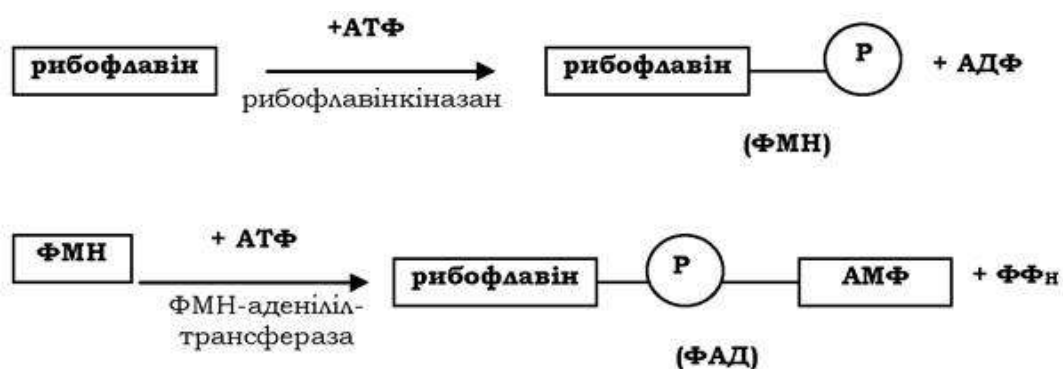 +АТФ
рибофлавін
рибофлавінкіназан
рибофлавін
Р
+ АДФ
(ФМН)
ФМН
+ АТФ
ФМН-аденіліл-
трансфераза
рибофлавін
Р
АМФ
+ ФФн
(ФАД)